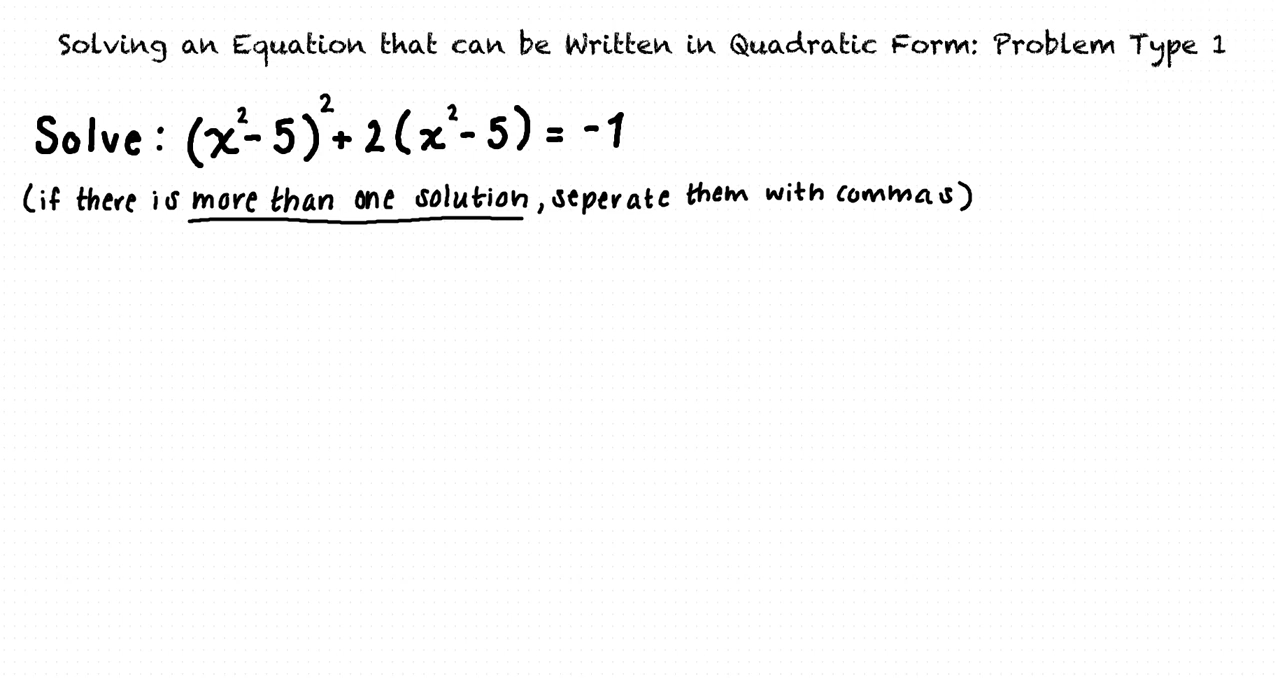 Solving an Equation that can be Written in Quadratic Form: Problem Type 1
Solve: (x²-5)²+2(x²-5) = -1
(if there is more than one solution, seperate them with commas)